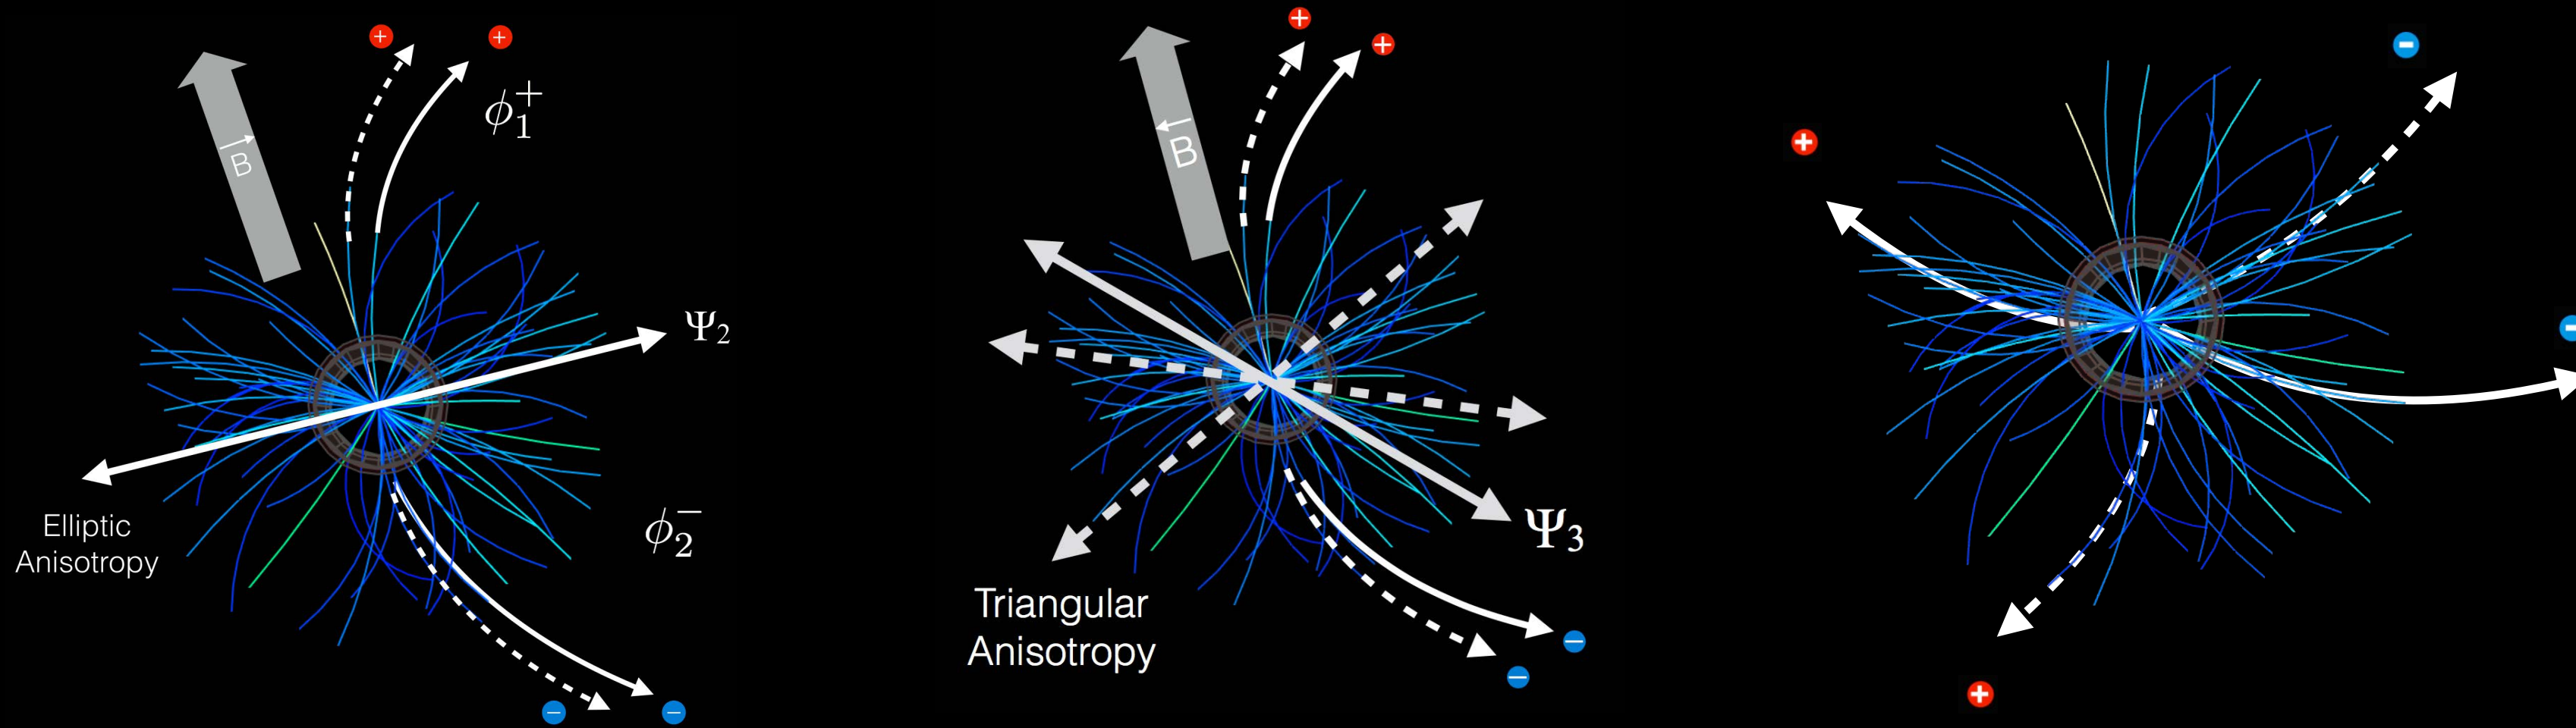 + +
ϕ₁⁺
B⃗
Ψ₂
Elliptic
Anisotropy
ϕ₂⁻
− −
+
+
B⃗
Ψ₃
Triangular
Anisotropy
−
−
−
+
−
+